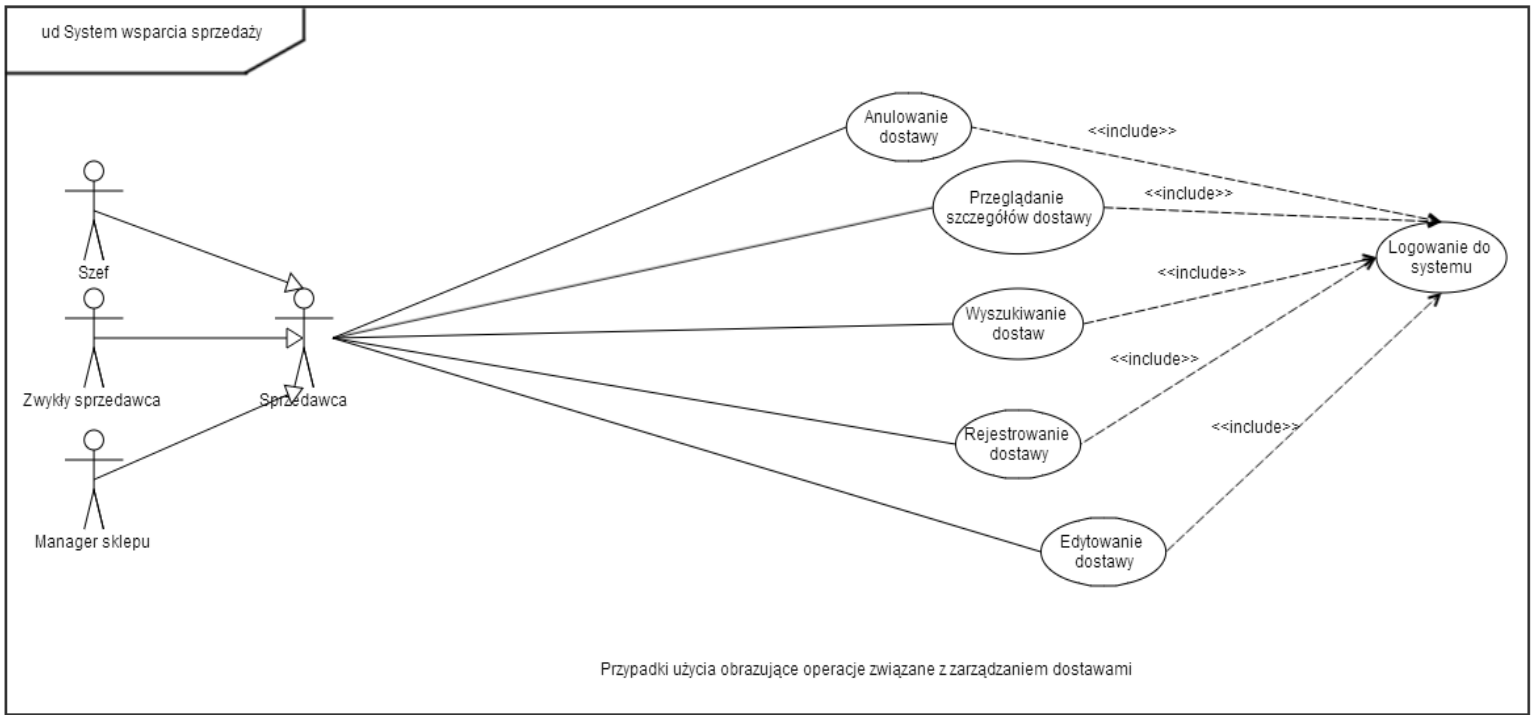 ud System wsparcia sprzedaży
Anulowanie
dostawy
<<include>>
Przeglądanie
szczegółów dostawy
<<include>>
Logowanie do
systemu
Szef
<<include>>
Wyszukiwanie
dostaw
<<include>>
Zwykły sprzedawca
Sprzedawca
<<include>>
Rejestrowanie
dostawy
Manager sklepu
Edytowanie
dostawy
Przypadki użycia obrazujące operacje związane z zarządzaniem dostawami